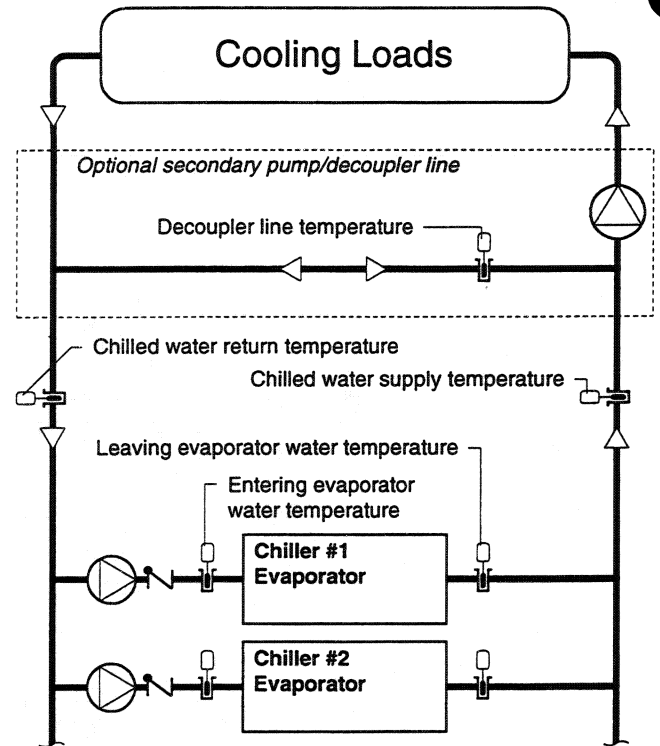 Cooling Loads
Optional secondary pump/decoupler line
Decoupler line temperature
Chilled water return temperature
Chilled water supply temperature
Leaving evaporator water temperature
Entering evaporator
water temperature
Chiller #1
Evaporator
Chiller #2
Evaporator